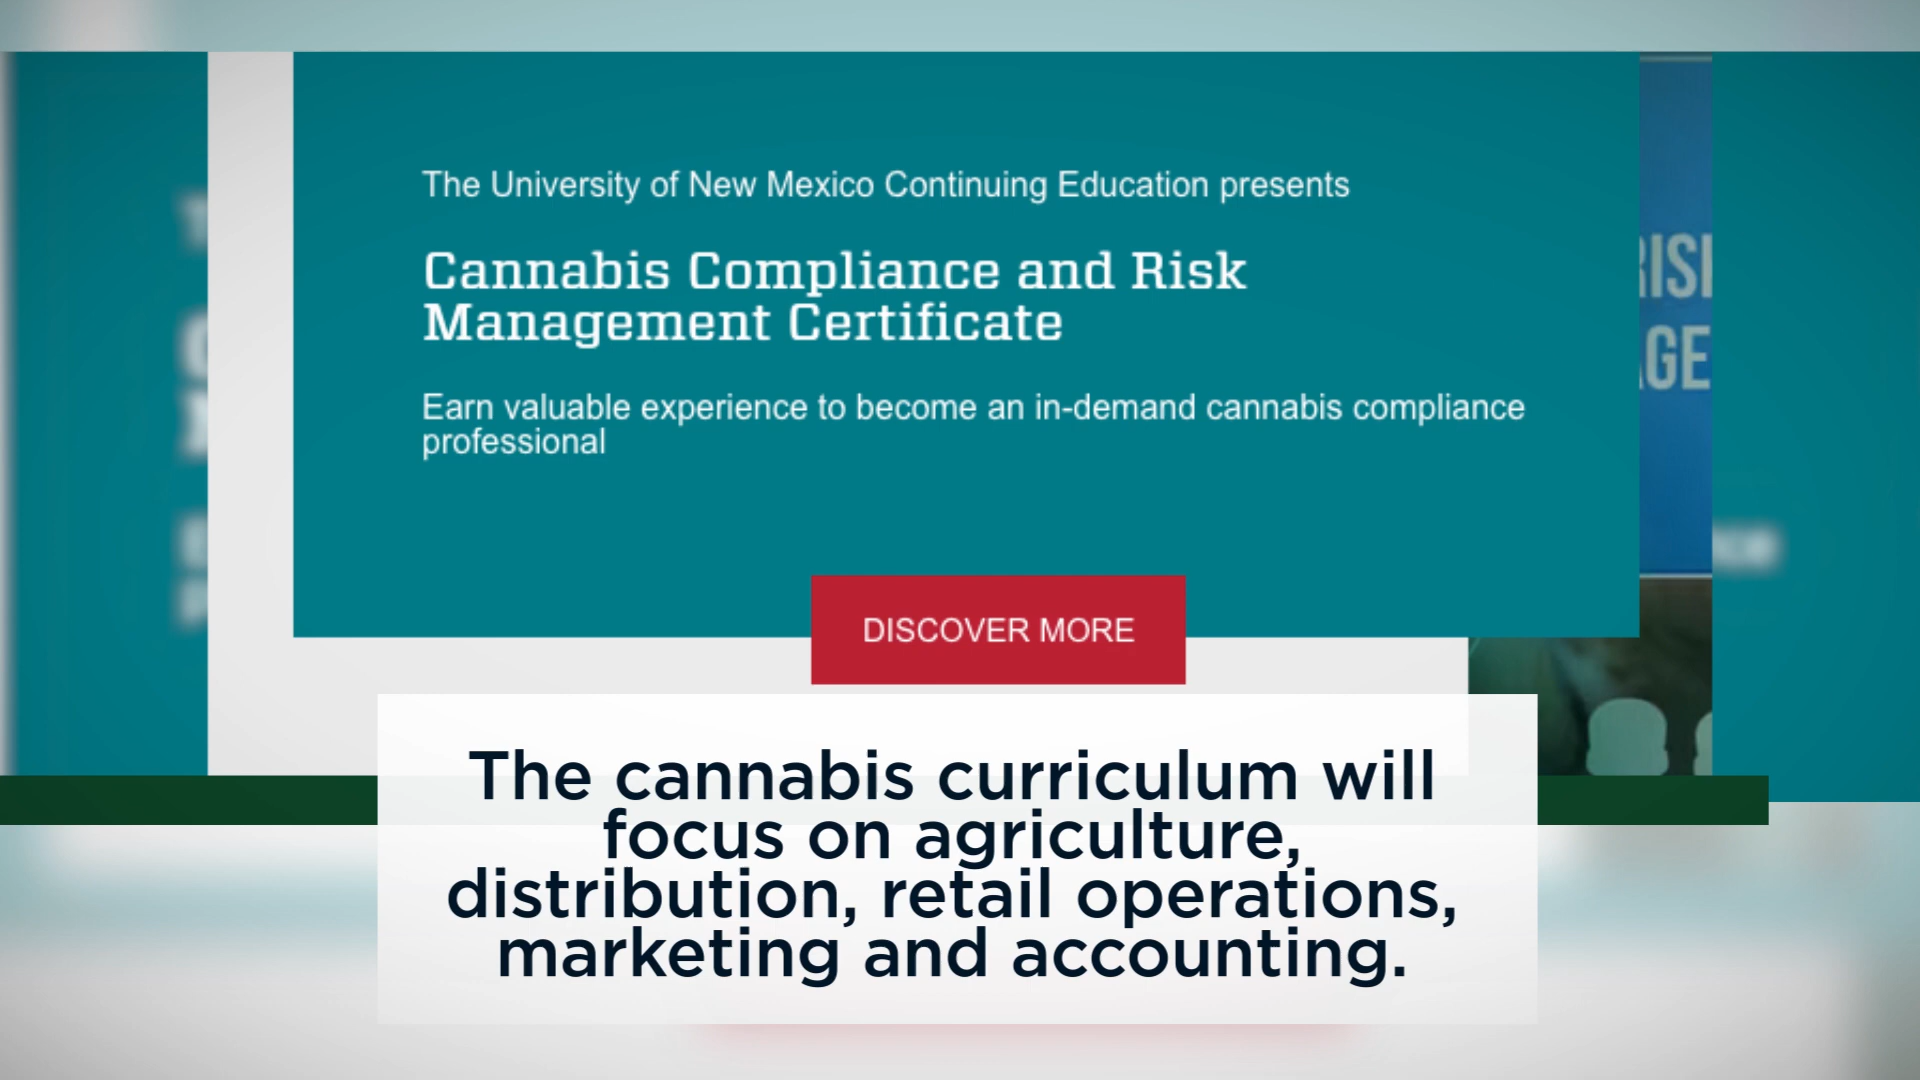 The University of New Mexico Continuing Education presents
Cannabis Compliance and Risk
Management Certificate
Earn valuable experience to become an in-demand cannabis compliance
professional
DISCOVER MORE
The cannabis curriculum will
focus on agriculture,
distribution, retail operations,
marketing and accounting.